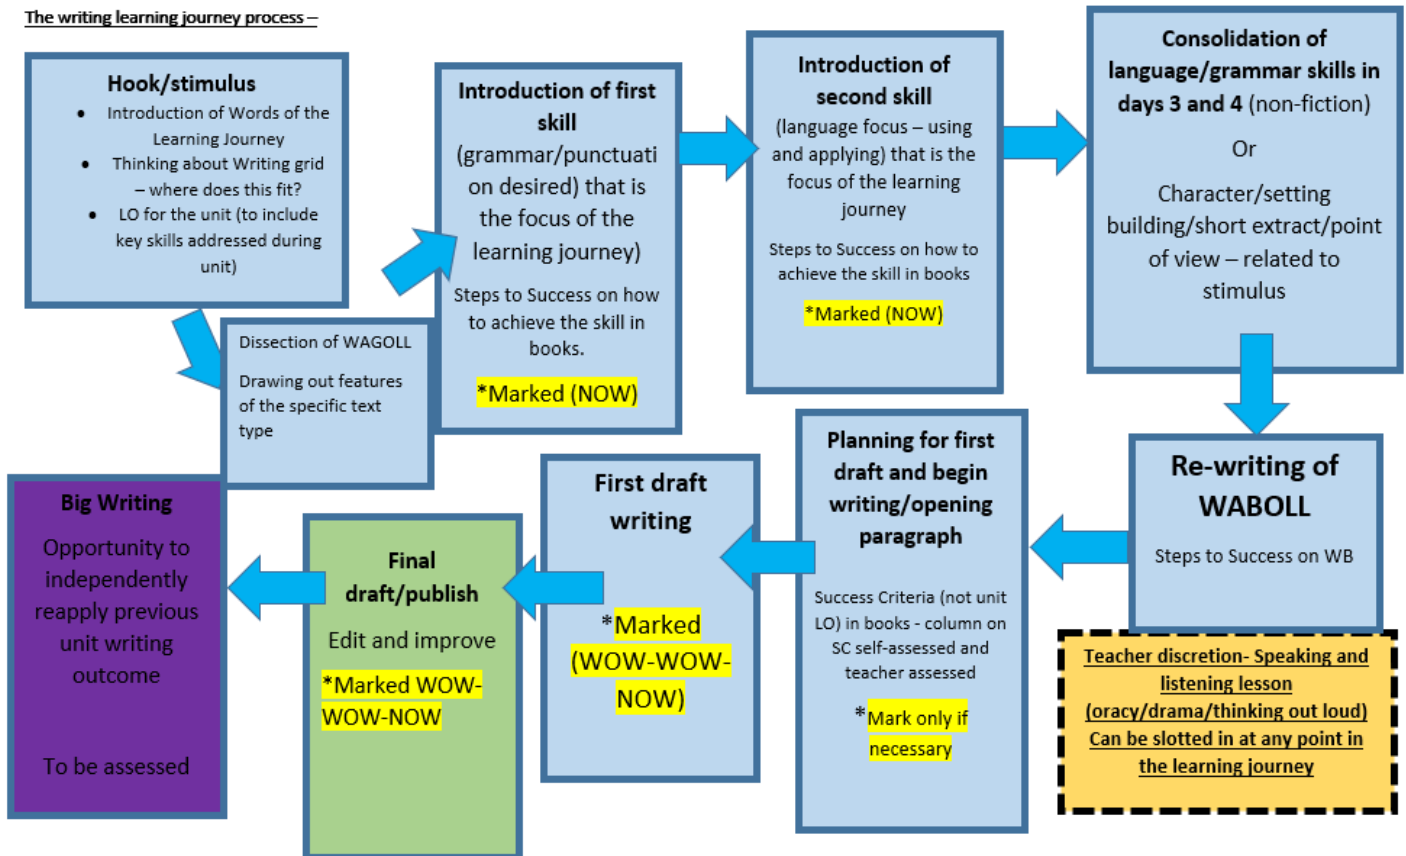 The writing learning journey process –
Hook/stimulus
• Introduction of Words of the
Learning Journey
• Thinking about Writing grid
– where does this fit?
• LO for the unit (to include
key skills addressed during
unit)
Dissection of WAGOLL
Drawing out features
of the specific text
type
Introduction of first
skill
(grammar/punctuati
on desired) that is
the focus of the
learning journey)
Steps to Success on how
to achieve the skill in
books.
*Marked (NOW)
Introduction of
second skill
(language focus – using
and applying) that is the
focus of the learning
journey
Steps to Success on how to
achieve the skill in books
*Marked (NOW)
Consolidation of
language/grammar skills in
days 3 and 4 (non-fiction)
Or
Character/setting
building/short extract/point
of view – related to
stimulus
Re-writing of
WABOLL
Steps to Success on WB
Teacher discretion- Speaking and
listening lesson
(oracy/drama/thinking out loud)
Can be slotted in at any point in
the learning journey
Planning for first
draft and begin
writing/opening
paragraph
Success Criteria (not unit
LO) in books - column on
SC self-assessed and
teacher assessed
*Mark only if
necessary
First draft
writing
*Marked
(WOW-WOW-
NOW)
Final
draft/publish
Edit and improve
*Marked WOW-
WOW-NOW
Big Writing
Opportunity to
independently
reapply previous
unit writing
outcome
To be assessed